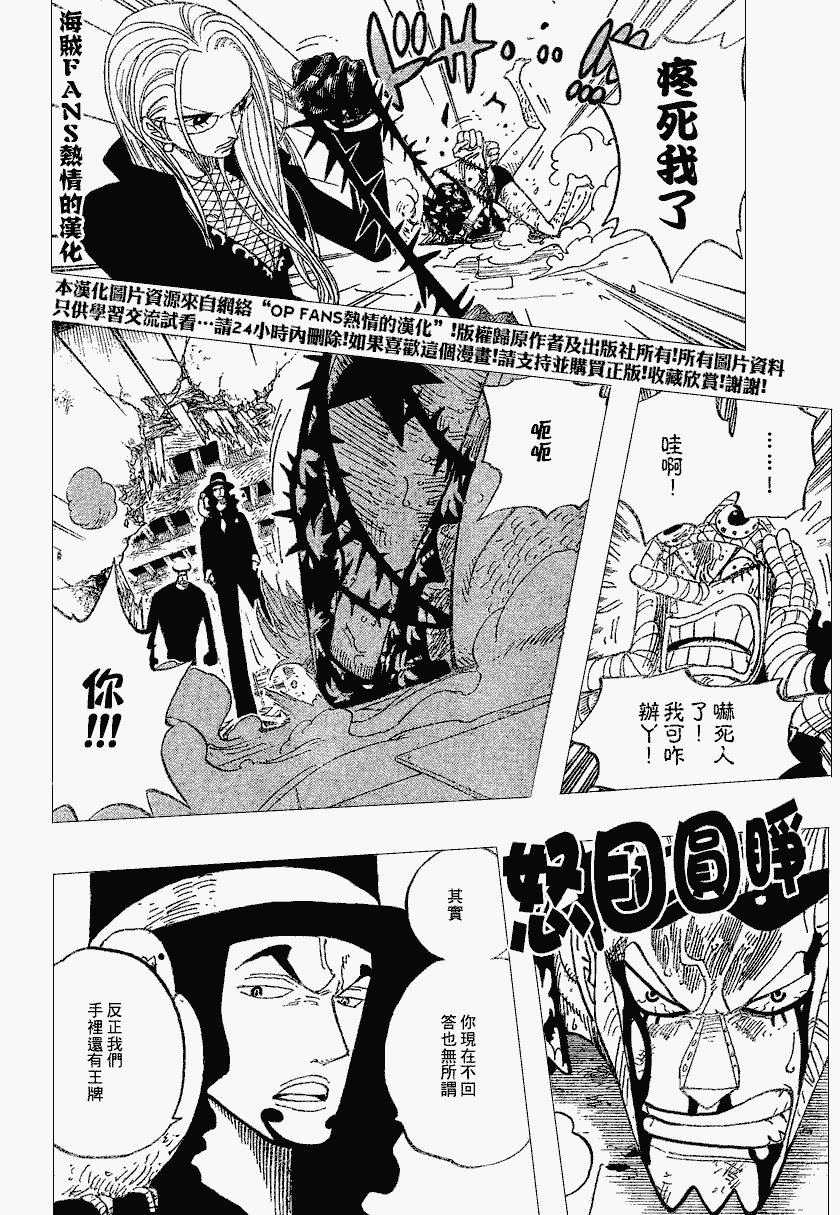 疼死我了
海賊FANS熱情的漢化
本漢化圖片資源來自網絡“OP FANS熱情的漢化”!版權歸原作者及出版社所有!所有圖片資料
只供學習交流試看…請24小時內刪除!如果喜歡這個漫畫!請支持並購買正版!收藏欣賞!謝謝!
……!
哇啊!
嚇死人
了!
我可咋
辦丫!
呃
呃
你!!!
怒目圓睜
其實
你現在不回
答也無所謂
反正我們
手裡還有王牌